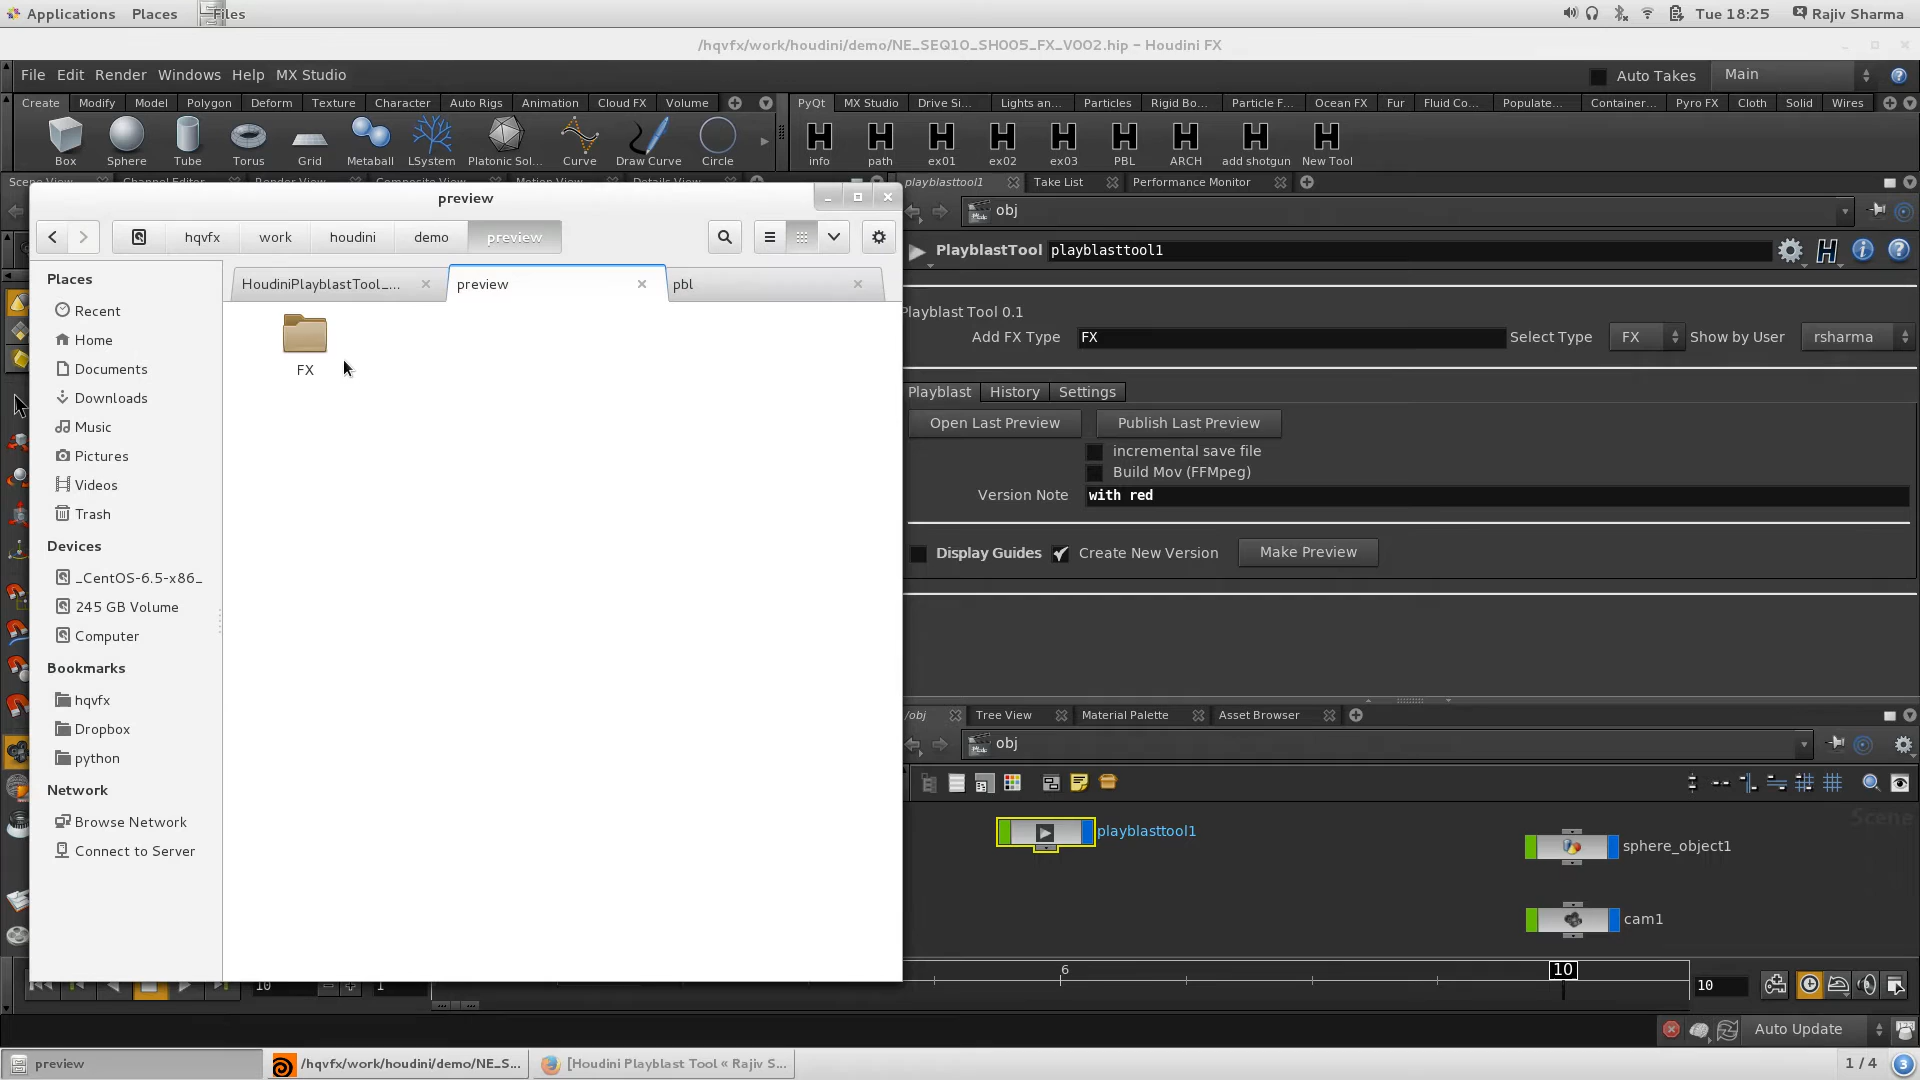 Applications Places Files
Tue 18:25 Rajiv Sharma
/hqvfx/work/houdini/demo/NE_SEQ10_SH005_FX_V002.hip - Houdini FX
File Edit Render Windows Help MX Studio
Auto Takes Main
Create Modify Model Polygon Deform Texture Character Auto Rigs Animation Cloud FX Volume
PyQt MX Studio Drive Si... Lights an... Particles Rigid Bo... Particle F... Ocean FX Fur Fluid Co... Populate... Container... Pyro FX Cloth Solid Wires
Box Sphere Tube Torus Grid Metaball LSystem Platonic Sol... Curve Draw Curve Circle
info path ex01 ex02 ex03 PBL ARCH add shotgun New Tool
playblasttool1 Take List Performance Monitor
obj
PlayblastTool playblasttool1
Playblast Tool 0.1
Add FX Type FX Select Type FX Show by User rsharma
Playblast History Settings
Open Last Preview Publish Last Preview
incremental save file
Build Mov (FFMpeg)
Version Note with red
Display Guides Create New Version Make Preview
preview
hqvfx work houdini demo preview
HoudiniPlayblastTool_... preview pbl
FX
Places
Recent
Home
Documents
Downloads
Music
Pictures
Videos
Trash
Devices
_CentOS-6.5-x86_
245 GB Volume
Computer
Bookmarks
hqvfx
Dropbox
python
Network
Browse Network
Connect to Server
/obj Tree View Material Palette Asset Browser
obj
Scene
playblasttool1
sphere_object1
cam1
10 1 6 10 10
Auto Update
preview /hqvfx/work/houdini/demo/NE_S... [Houdini Playblast Tool « Rajiv S... 1 / 4 3